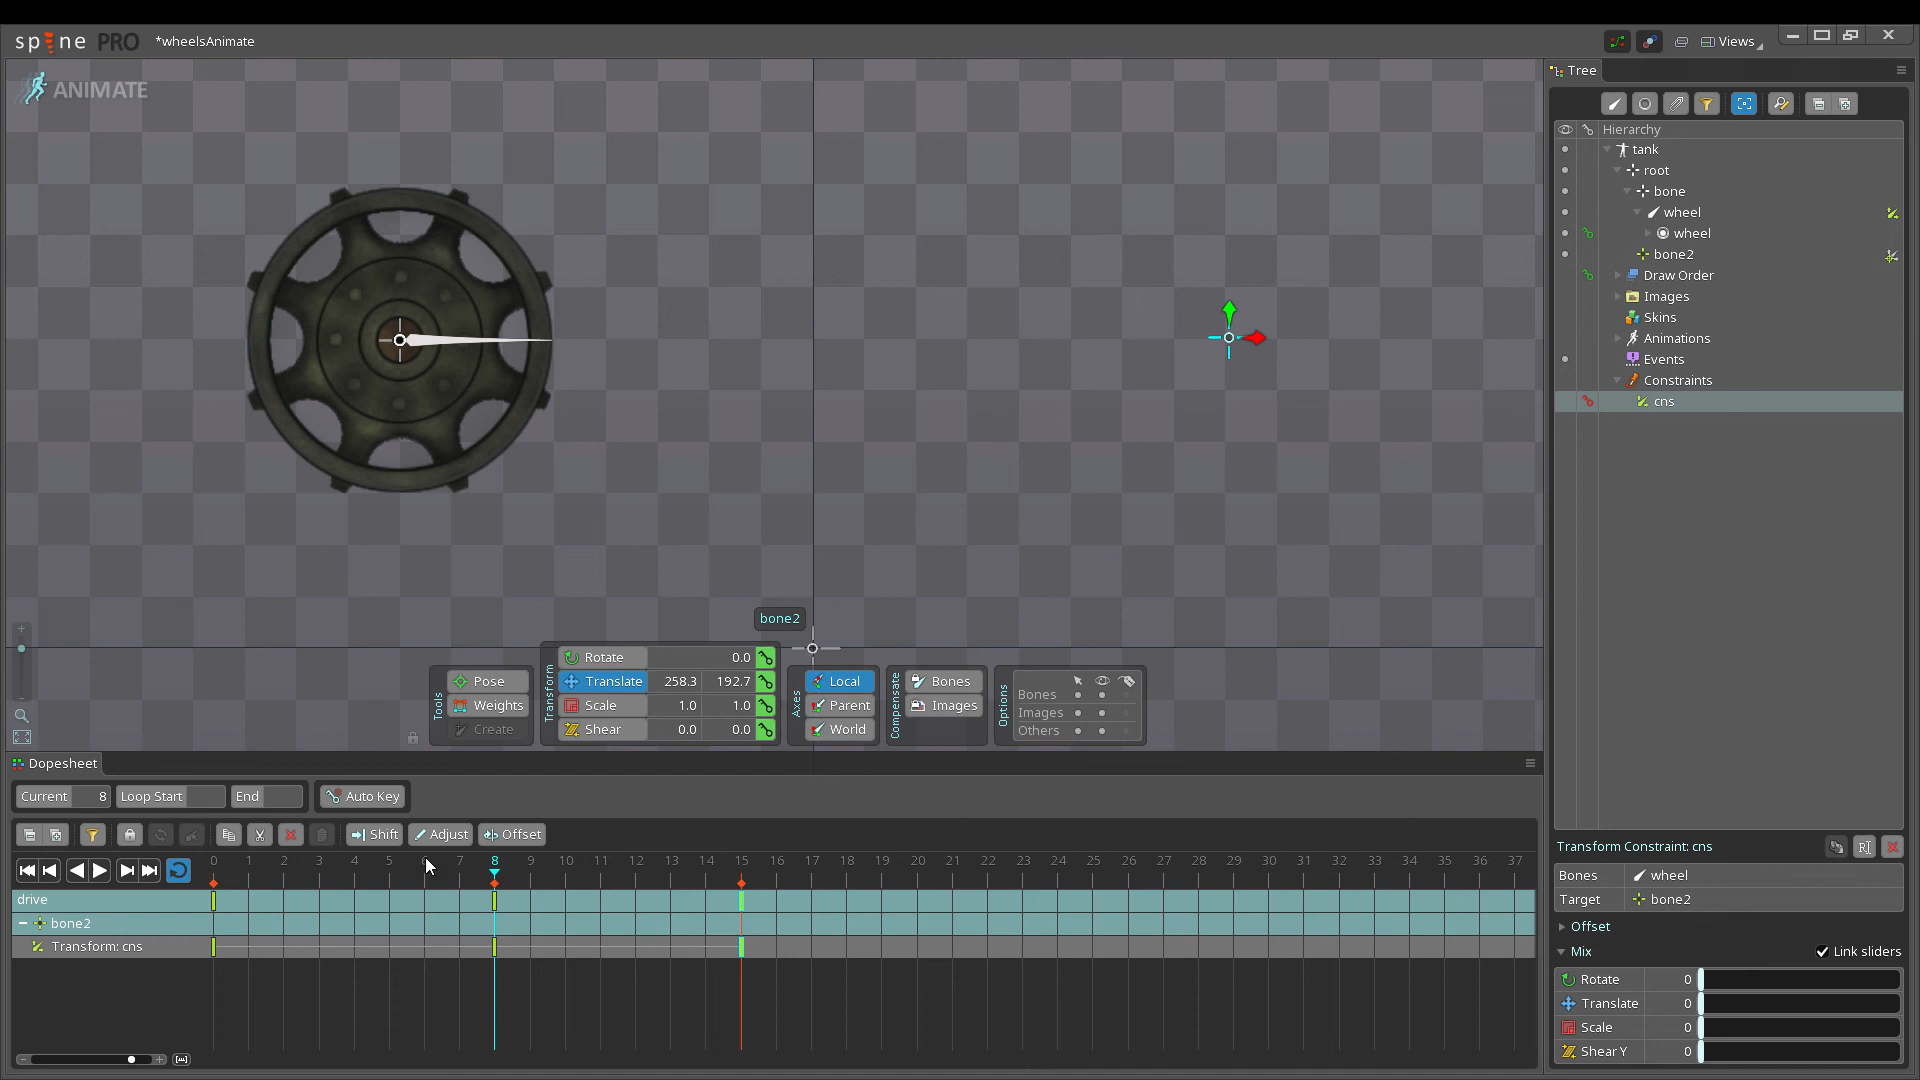 spine PRO *wheelsAnimate
Views
ANIMATE
Tree
Hierarchy
tank
root
bone
wheel
wheel
bone2
Draw Order
Images
Skins
Animations
Events
Constraints
cns
bone2
Tools
Pose
Weights
Create
Transform
Rotate 0.0
Translate 258.3 192.7
Scale 1.0 1.0
Shear 0.0 0.0
Axes
Local
Parent
World
Compensate
Bones
Images
Options
Bones
Images
Others
Dopesheet
Current 8 Loop Start End Auto Key
Shift Adjust Offset
0 1 2 3 4 5 6 7 8 9 10 11 12 13 14 15 16 17 18 19 20 21 22 23 24 25 26 27 28 29 30 31 32 33 34 35 36 37
drive
bone2
Transform: cns
Transform Constraint: cns
Bones wheel
Target bone2
Offset
Mix Link sliders
Rotate 0
Translate 0
Scale 0
Shear Y 0